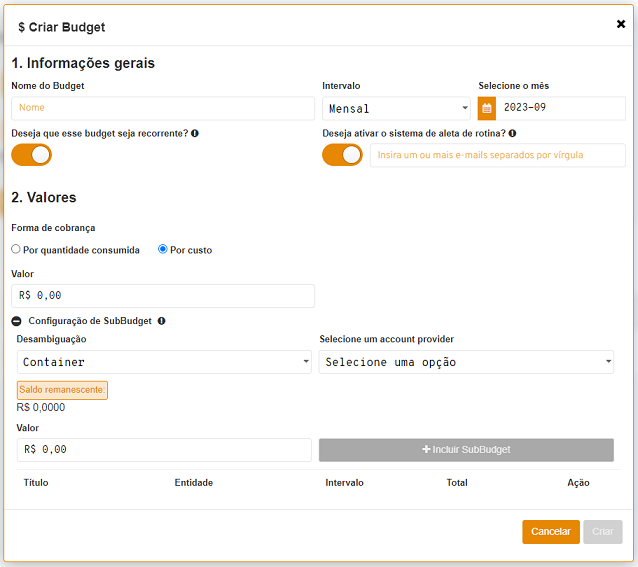 $ Criar Budget
1. Informações gerais
Nome do Budget Intervalo Selecione o mês
Nome Mensal 2023-09
Deseja que esse budget seja recorrente? Deseja ativar o sistema de aleta de rotina?
Insira um ou mais e-mails separados por vírgula
2. Valores
Forma de cobrança
Por quantidade consumida Por custo
Valor
R$ 0,00
Configuração de SubBudget
Desambiguação Selecione um account provider
Container Selecione uma opção
Saldo remanescente:
R$ 0,0000
Valor
R$ 0,00 Incluir SubBudget
Título Entidade Intervalo Total Ação
Cancelar Criar